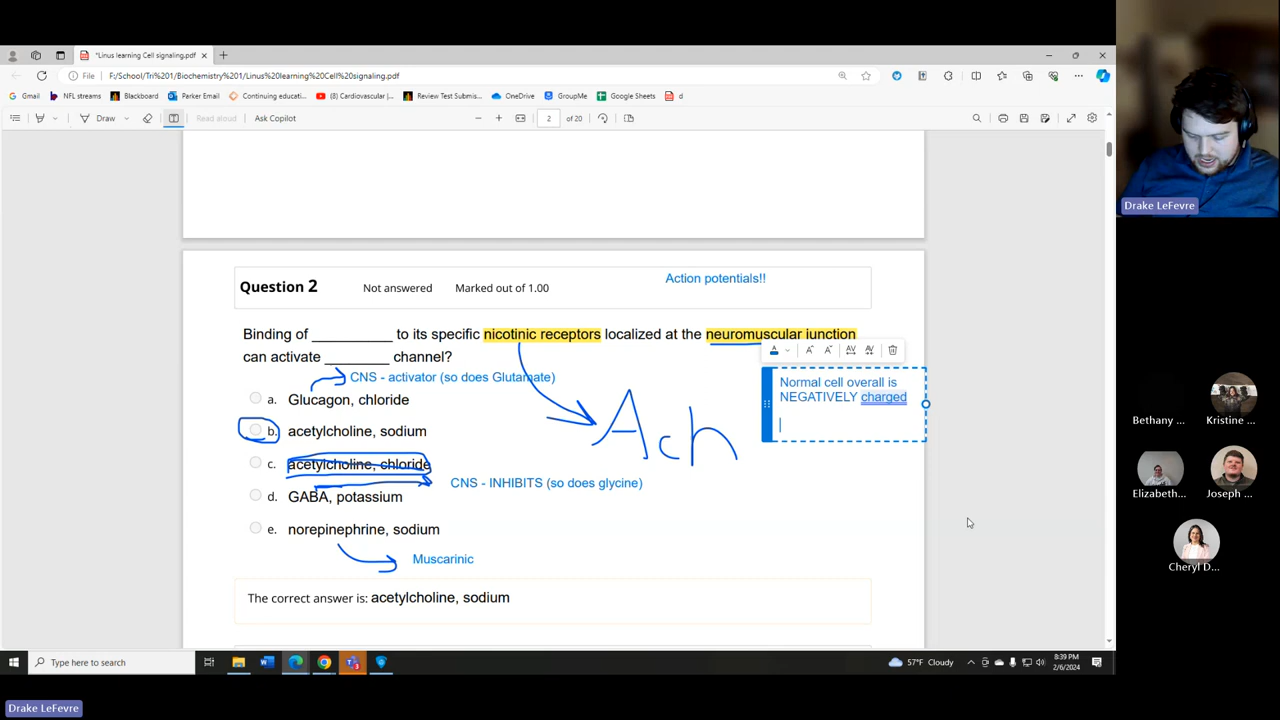 *Linus learning Cell signaling.pdf
File
F:/School/Tri%201/Biochemistry%201/Linus%20learning%20Cell%20signaling.pdf
Gmail
NFL streams
Blackboard
Parker Email
Continuing educati...
(8) Cardiovascular |...
Review Test Submis...
OneDrive
GroupMe
Google Sheets
d
Draw
Read aloud
Ask Copilot
2
of 20
Drake LeFevre
Question 2
Not answered
Marked out of 1.00
Action potentials!!
Binding of __________ to its specific nicotinic receptors localized at the neuromuscular junction
can activate ________ channel?
CNS - activator (so does Glutamate)
Normal cell overall is
NEGATIVELY charged
a. Glucagon, chloride
b. acetylcholine, sodium
ACh
c. acetylcholine, chloride
CNS - INHIBITS (so does glycine)
d. GABA, potassium
e. norepinephrine, sodium
Muscarinic
The correct answer is: acetylcholine, sodium
Bethany ...
Kristine ...
Elizabeth...
Joseph ...
Cheryl D...
Type here to search
57°F Cloudy
8:39 PM
2/6/2024
Drake LeFevre